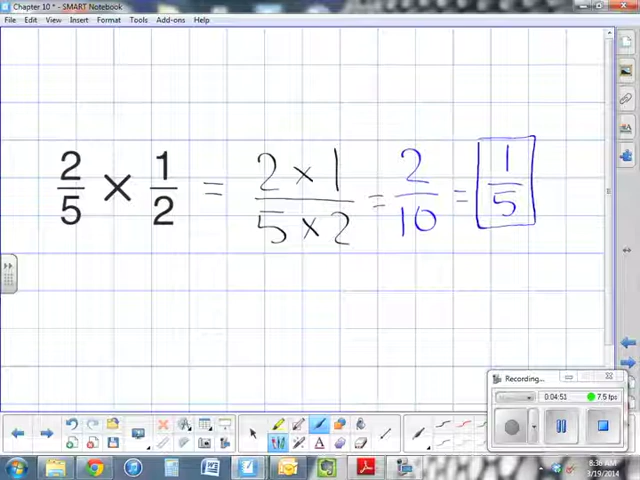 Chapter 10 * - SMART Notebook
File Edit View Insert Format Tools Add-ons Help
2/5 × 1/2 = (2 × 1)/(5 × 2) = 2/10 = 1/5
Recording...
00:04:51 7.5 fps
8:36 AM
3/19/2014